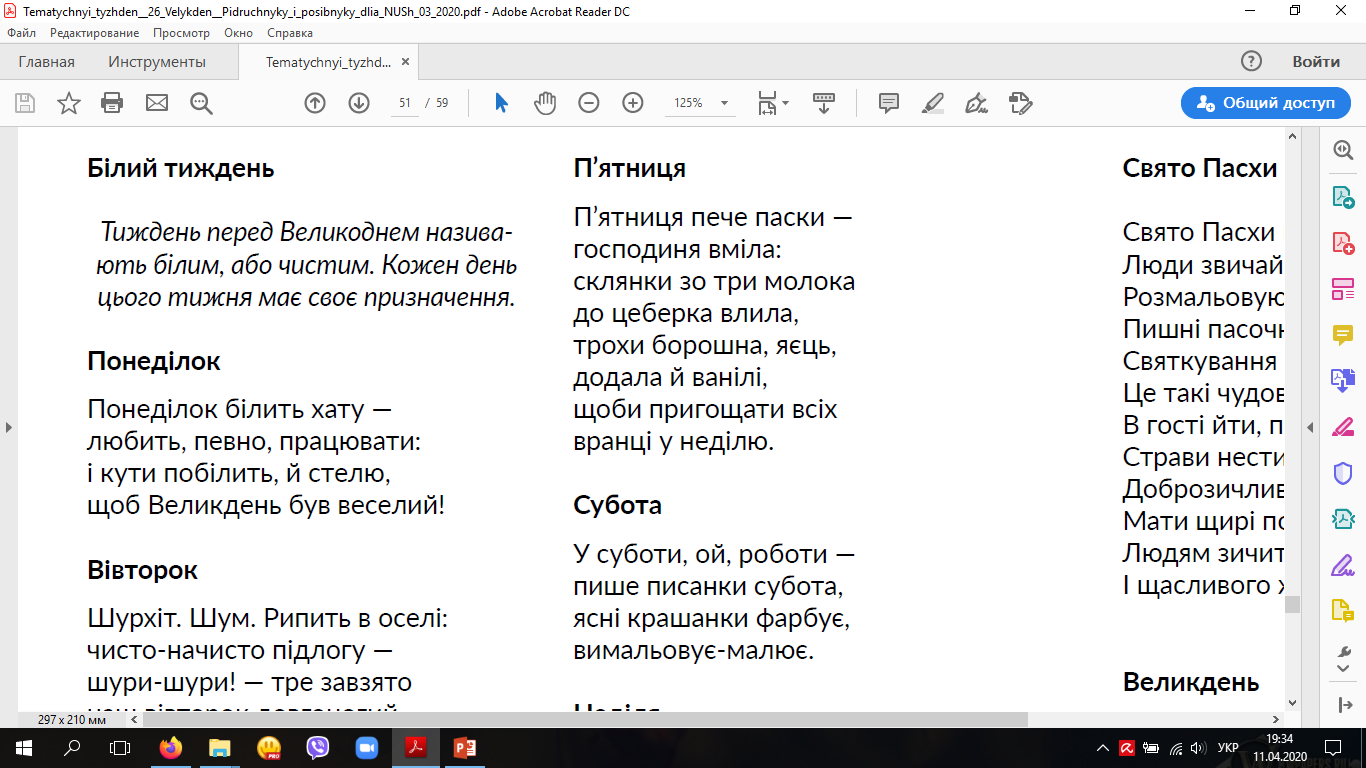 Tematychnyi_tyzhden__26_Velykden__Pidruchnyky_i_posibnyky_dlia_NUSh_03_2020.pdf - Adobe Acrobat Reader DC
Файл Редактирование Просмотр Окно Справка
Главная Инструменты Tematychnyi_tyzhd... × Войти
51 / 59 125% Общий доступ
Білий тиждень
Тиждень перед Великоднем назива-
ють білим, або чистим. Кожен день
цього тижня має своє призначення.
Понеділок
Понеділок білить хату —
любить, певно, працювати:
і кути побілить, й стелю,
щоб Великдень був веселий!
Вівторок
Шурхіт. Шум. Рипить в оселі:
чисто-начисто підлогу —
шури-шури! — тре завзято
наш вівторок довгоногий
П’ятниця
П’ятниця пече паски —
господиня вміла:
склянки зо три молока
до цеберка влила,
трохи борошна, яєць,
додала й ванілі,
щоби пригощати всіх
вранці у неділю.
Субота
У суботи, ой, роботи —
пише писанки субота,
ясні крашанки фарбує,
вимальовує-малює.
Неділя
Свято Пасхи
Свято Пасхи
Люди звичай
Розмальовую
Пишні пасочк
Святкування
Це такі чудов
В гості йти, п
Страви нести
Доброзичлив
Мати щирі по
Людям зичит
І щасливого х
Великдень
297 x 210 мм
PRO
УКР
19:34
11.04.2020